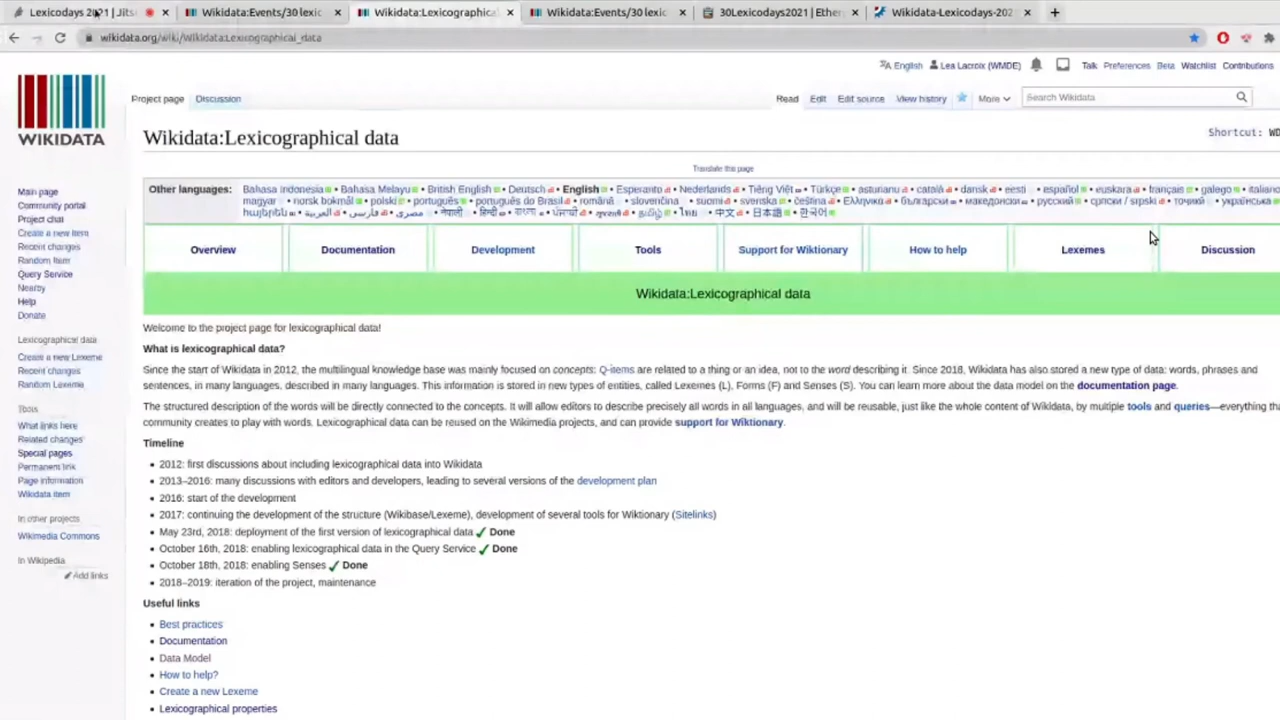 Lexicodays 2021 | Jits
Wikidata:Events/30 lexic
Wikidata:Lexicographical
Wikidata:Events/30 lexic
30Lexicodays2021 | Ether
Wikidata-Lexicodays-202
wikidata.org/wiki/Wikidata:Lexicographical_data
English Lea Lacroix (WMDE) Talk Preferences Beta Watchlist Contributions
WIKIDATA
Project page Discussion Read Edit Edit source View history More Search Wikidata
Wikidata:Lexicographical data
Shortcut: WD
Translate this page
Other languages:
Bahasa Indonesia • Bahasa Melayu • British English • Deutsch • English • Esperanto • Nederlands • Tiếng Việt • Türkçe • asturianu • català • dansk • eesti • español • euskara • français • galego • italiano
magyar • norsk bokmål • polski • português • português do Brasil • română • slovenčina • suomi • svenska • čeština • Ελληνικά • български • македонски • русский • српски / srpski • тоҷикӣ • українська
հայերեն • العربية • فارسی • مصرى • नेपाली • हिन्दी • বাংলা • ਪੰਜਾਬੀ • தமிழ் • ไทย • 中文 • 日本語 • 한국어
Overview Documentation Development Tools Support for Wiktionary How to help Lexemes Discussion
Wikidata:Lexicographical data
Welcome to the project page for lexicographical data!
What is lexicographical data?
Since the start of Wikidata in 2012, the multilingual knowledge base was mainly focused on concepts: Q-items are related to a thing or an idea, not to the word describing it. Since 2018, Wikidata has also stored a new type of data: words, phrases and
sentences, in many languages, described in many languages. This information is stored in new types of entities, called Lexemes (L), Forms (F) and Senses (S). You can learn more about the data model on the documentation page.
The structured description of the words will be directly connected to the concepts. It will allow editors to describe precisely all words in all languages, and will be reusable, just like the whole content of Wikidata, by multiple tools and queries—everything tha
community creates to play with words. Lexicographical data can be reused on the Wikimedia projects, and can provide support for Wiktionary.
Timeline
• 2012: first discussions about including lexicographical data into Wikidata
• 2013–2016: many discussions with editors and developers, leading to several versions of the development plan
• 2016: start of the development
• 2017: continuing the development of the structure (Wikibase/Lexeme), development of several tools for Wiktionary (Sitelinks)
• May 23rd, 2018: deployment of the first version of lexicographical data ✓ Done
• October 16th, 2018: enabling lexicographical data in the Query Service ✓ Done
• October 18th, 2018: enabling Senses ✓ Done
• 2018–2019: iteration of the project, maintenance
Useful links
• Best practices
• Documentation
• Data Model
• How to help?
• Create a new Lexeme
• Lexicographical properties
Main page
Community portal
Project chat
Create a new Item
Recent changes
Random Item
Query Service
Nearby
Help
Donate
Lexicographical data
Create a new Lexeme
Recent changes
Random Lexeme
Tools
What links here
Related changes
Special pages
Permanent link
Page information
Wikidata item
In other projects
Wikimedia Commons
In Wikipedia
Add links